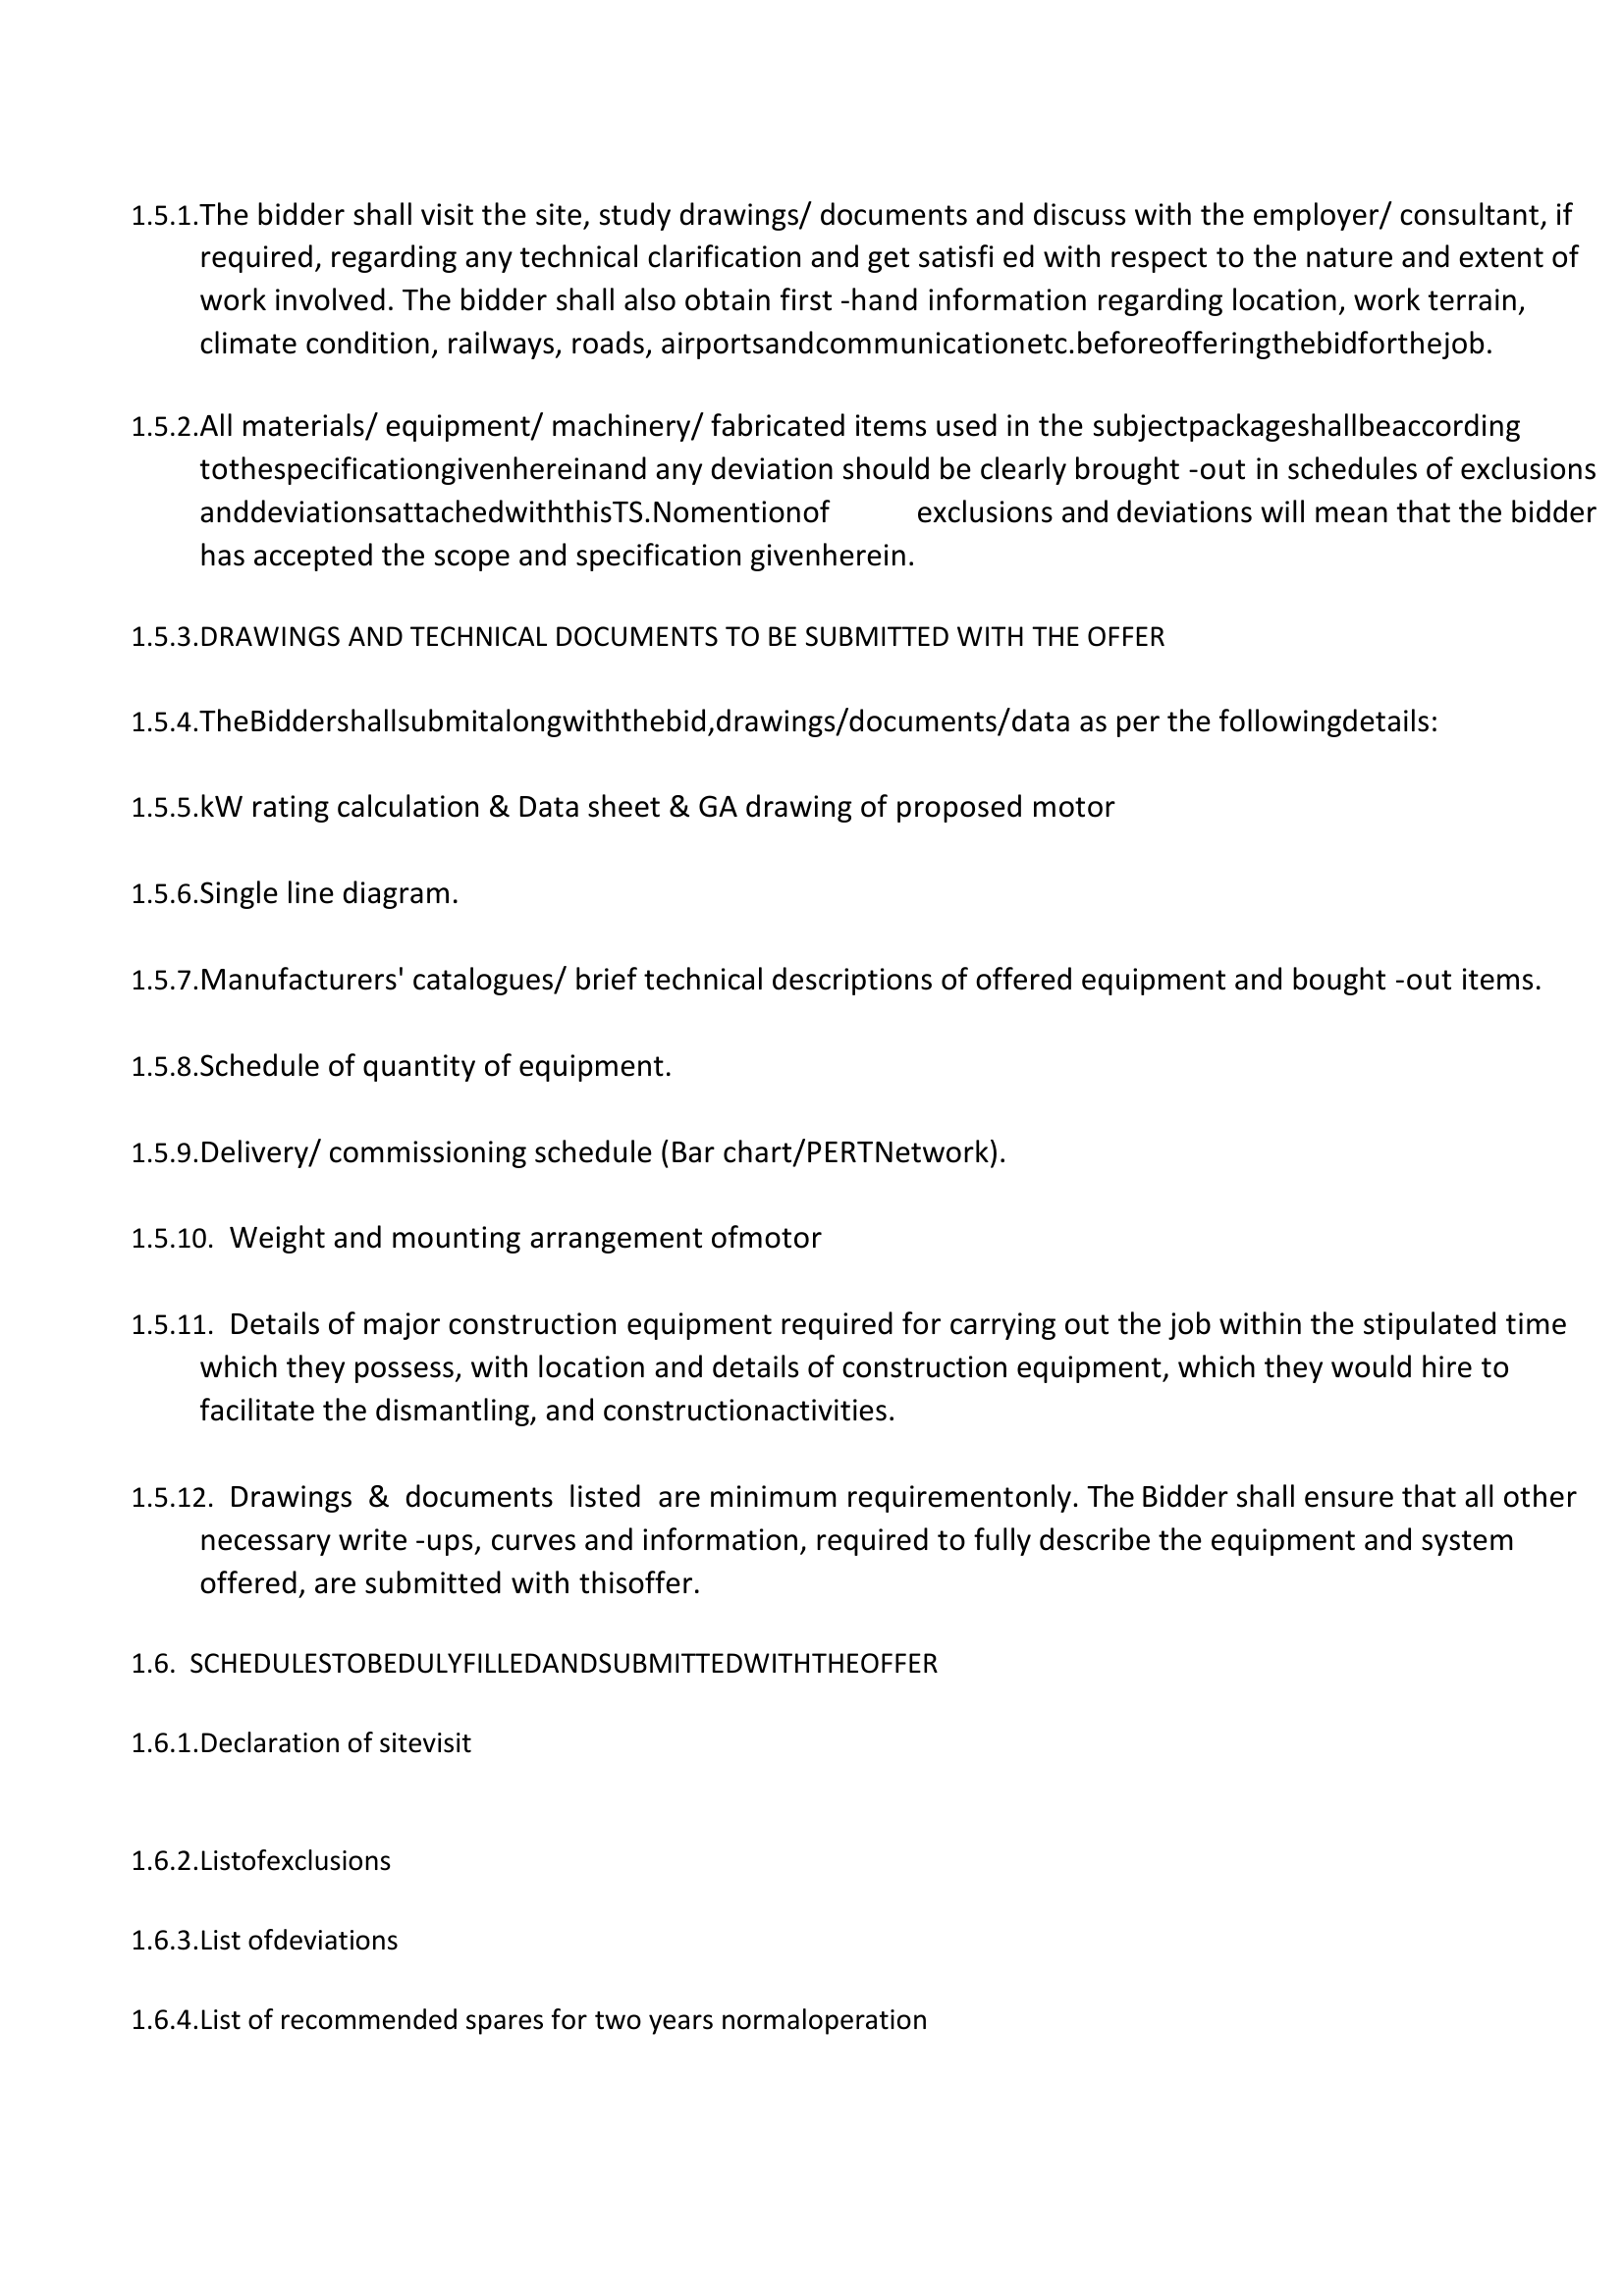 1.5.1.The bidder shall visit the site, study drawings/ documents and discuss with the employer/ consultant, if
required, regarding any technical clarification and get satisfi ed with respect to the nature and extent of
work involved. The bidder shall also obtain first -hand information regarding location, work terrain,
climate condition, railways, roads, airportsandcommunicationetc.beforeofferingthebidforthejob.
1.5.2.All materials/ equipment/ machinery/ fabricated items used in the subjectpackageshallbeaccording
tothespecificationgivenhereinand any deviation should be clearly brought -out in schedules of exclusions
anddeviationsattachedwiththisTS.Nomentionof exclusions and deviations will mean that the bidder
has accepted the scope and specification givenherein.
1.5.3.DRAWINGS AND TECHNICAL DOCUMENTS TO BE SUBMITTED WITH THE OFFER
1.5.4.TheBiddershallsubmitalongwiththebid,drawings/documents/data as per the followingdetails:
1.5.5.kW rating calculation & Data sheet & GA drawing of proposed motor
1.5.6.Single line diagram.
1.5.7.Manufacturers' catalogues/ brief technical descriptions of offered equipment and bought -out items.
1.5.8.Schedule of quantity of equipment.
1.5.9.Delivery/ commissioning schedule (Bar chart/PERTNetwork).
1.5.10. Weight and mounting arrangement ofmotor
1.5.11. Details of major construction equipment required for carrying out the job within the stipulated time
which they possess, with location and details of construction equipment, which they would hire to
facilitate the dismantling, and constructionactivities.
1.5.12. Drawings & documents listed are minimum requirementonly. The Bidder shall ensure that all other
necessary write -ups, curves and information, required to fully describe the equipment and system
offered, are submitted with thisoffer.
1.6. SCHEDULESTOBEDULYFILLEDANDSUBMITTEDWITHTHEOFFER
1.6.1.Declaration of sitevisit
1.6.2.Listofexclusions
1.6.3.List ofdeviations
1.6.4.List of recommended spares for two years normaloperation